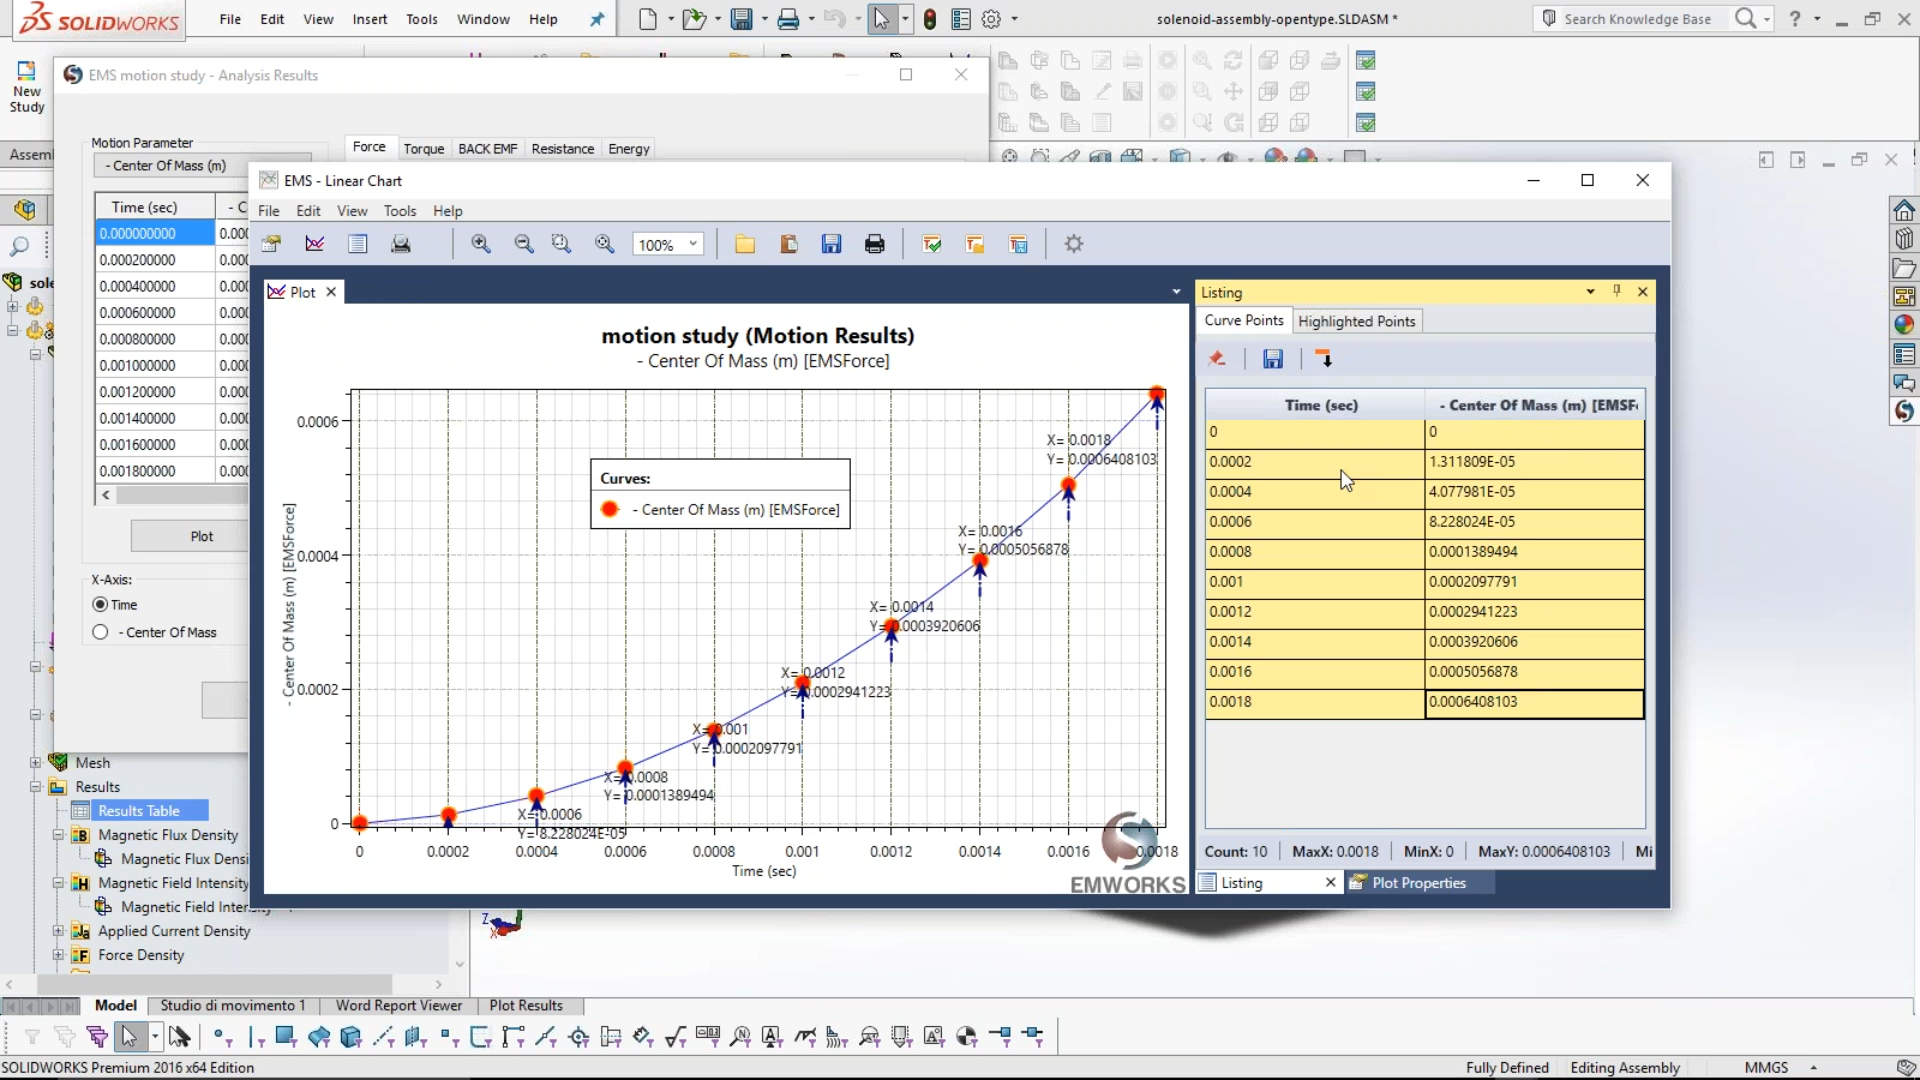 SOLIDWORKS
File Edit View Insert Tools Window Help
solenoid-assembly-opentype.SLDASM *
Search Knowledge Base
?
New
Study
EMS motion study - Analysis Results
Motion Parameter
- Center Of Mass (m)
Force Torque BACK EMF Resistance Energy
Time (sec)
0.000000000
0.000200000
0.000400000
0.000600000
0.000800000
0.001000000
0.001200000
0.001400000
0.001600000
0.001800000
Plot
X-Axis:
Time
- Center Of Mass
EMS - Linear Chart
File Edit View Tools Help
100%
Plot
motion study (Motion Results)
- Center Of Mass (m) [EMSForce]
- Center Of Mass (m) [EMSForce]
0.0006
0.0004
0.0002
0
Curves:
- Center Of Mass (m) [EMSForce]
X= 0.0018
Y= 0.0006408103
X= 0.0016
Y= 0.0005056878
X= 0.0014
Y= 0.0003920606
X= 0.0012
Y= 0.0002941223
X= 0.001
Y= 0.0002097791
X= 0.0008
Y= 0.0001389494
X= 0.0006
Y= 8.228024E-05
0 0.0002 0.0004 0.0006 0.0008 0.001 0.0012 0.0014 0.0016 0.0018
Time (sec)
EMWORKS
Listing
Curve Points Highlighted Points
Time (sec) - Center Of Mass (m) [EMSF
0 0
0.0002 1.311809E-05
0.0004 4.077981E-05
0.0006 8.228024E-05
0.0008 0.0001389494
0.001 0.0002097791
0.0012 0.0002941223
0.0014 0.0003920606
0.0016 0.0005056878
0.0018 0.0006408103
Count: 10 MaxX: 0.0018 MinX: 0 MaxY: 0.0006408103 Mi
Listing Plot Properties
Mesh
Results
Results Table
Magnetic Flux Density
Magnetic Flux Densi
Magnetic Field Intensity
Magnetic Field Intensity
Applied Current Density
Force Density
Z
X
Model Studio di movimento 1 Word Report Viewer Plot Results
SOLIDWORKS Premium 2016 x64 Edition
Fully Defined Editing Assembly MMGS